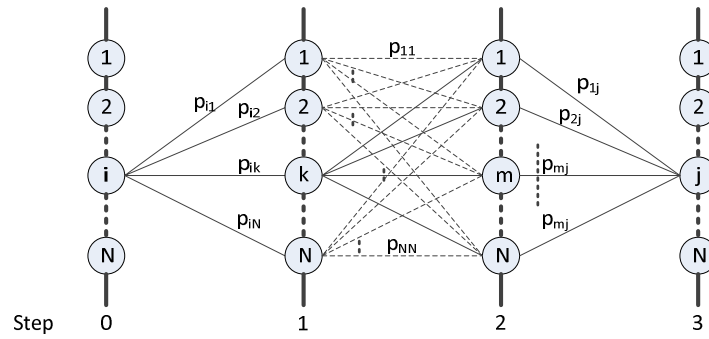 1 1 1 1
p11
p1j
pi1
2 pi2 2 2 p2j 2
pik pmj
i k m j
piN pmj
pNN
N N N N
Step 0 1 2 3